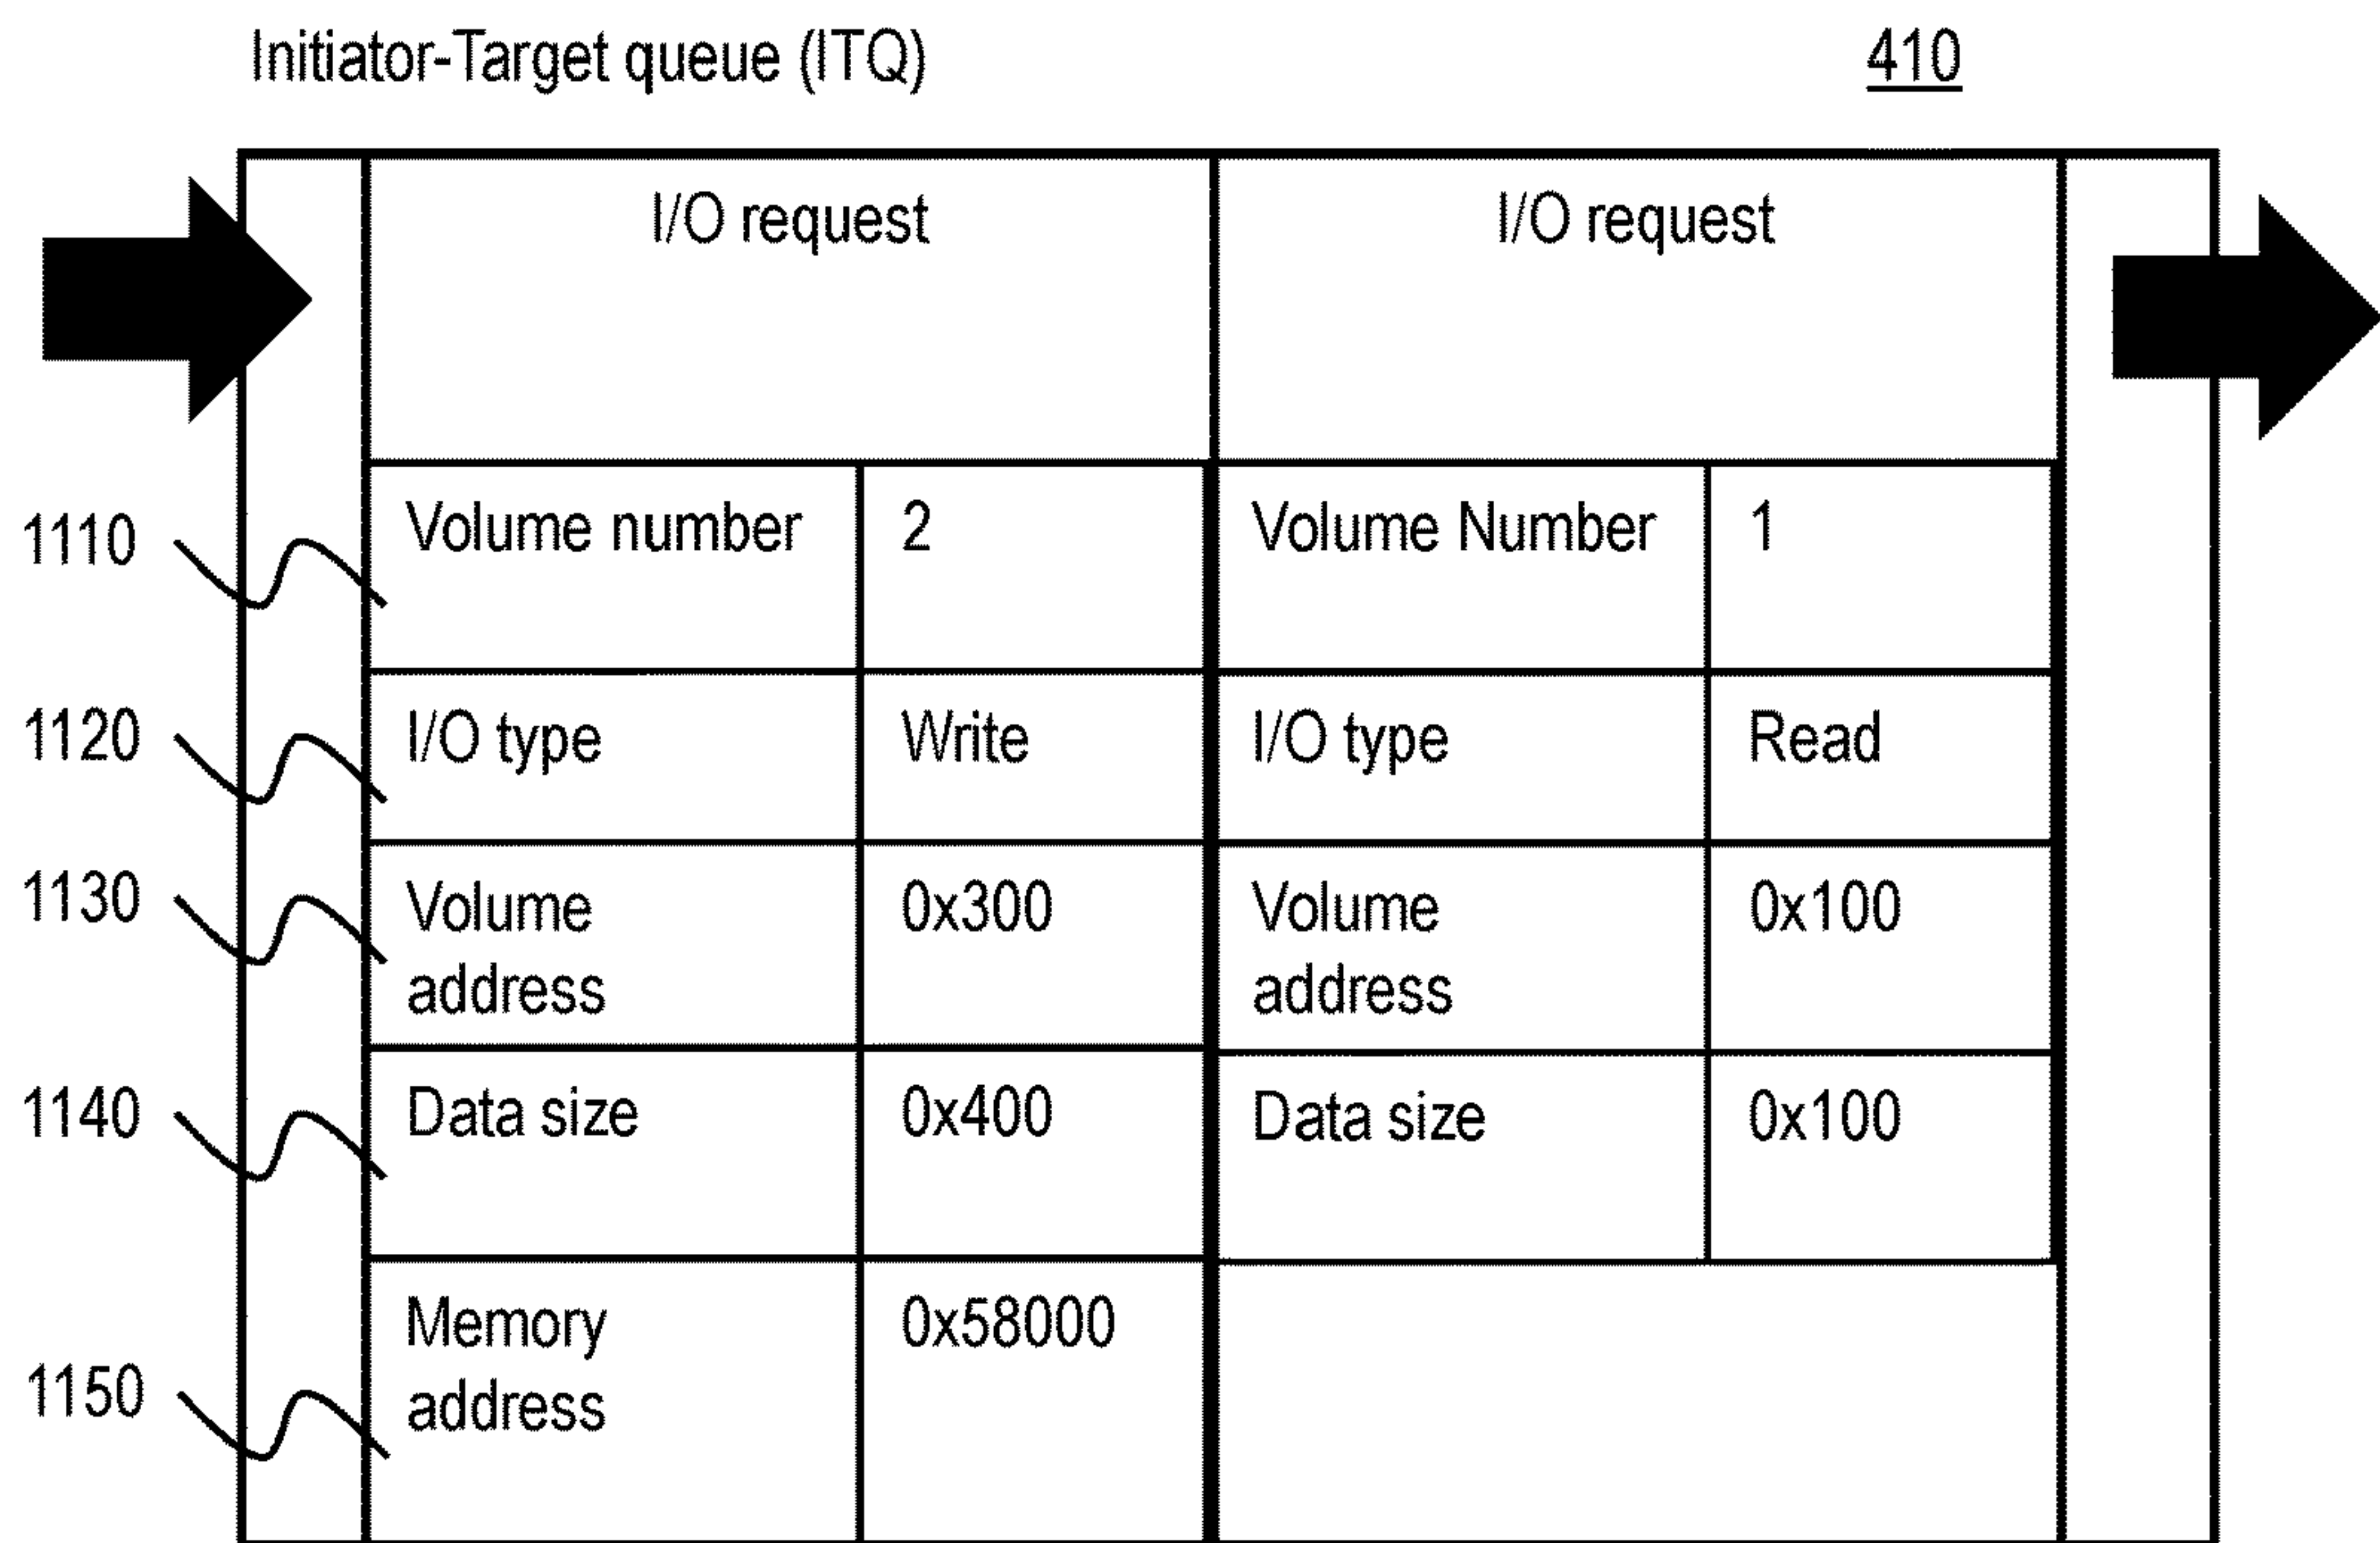 Initiator-Target queue (ITQ) 410
I/O request I/O request
1110 Volume number 2 Volume Number 1
1120 I/O type Write I/O type Read
1130 Volume 0x300 Volume 0x100
address address
1140 Data size 0x400 Data size 0x100
Memory 0x58000
1150 address